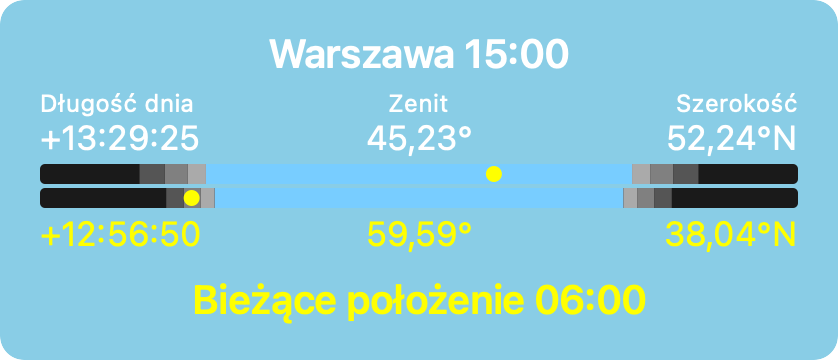 Warszawa 15:00
Długość dnia Zenit Szerokość
+13:29:25 45,23° 52,24°N
+12:56:50 59,59° 38,04°N
Bieżące położenie 06:00